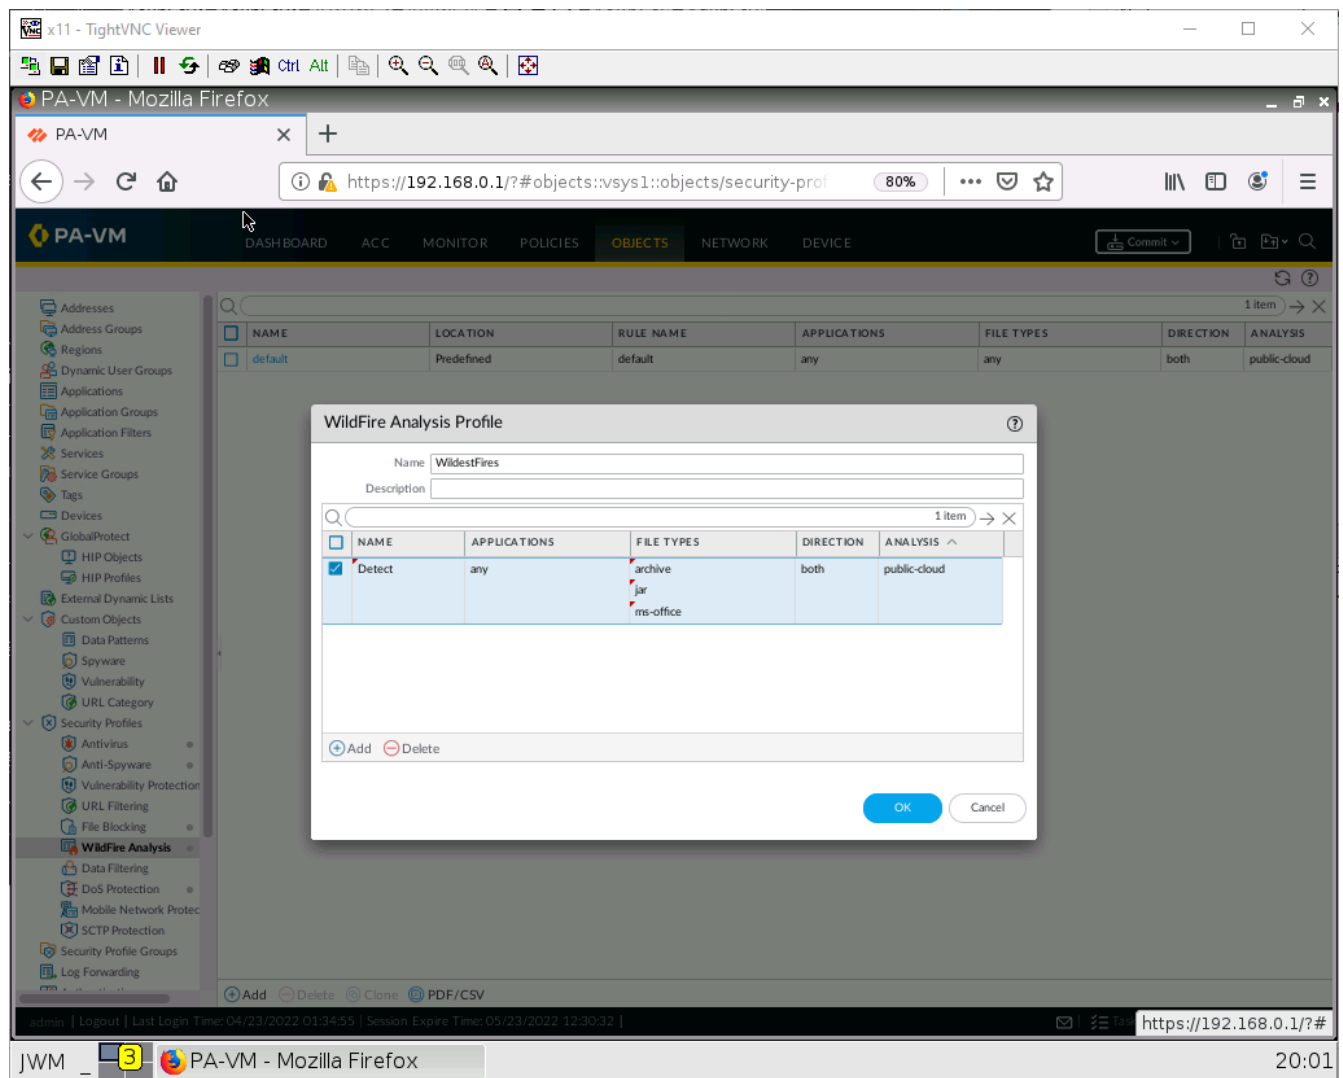 x11 - TightVNC Viewer
Ctrl Alt
PA-VM - Mozilla Firefox
PA-VM
https://192.168.0.1/?#objects::vsys1::objects/security-prof 80%
PA-VM
DASHBOARD ACC MONITOR POLICIES OBJECTS NETWORK DEVICE Commit
Addresses
Address Groups
Regions
Dynamic User Groups
Applications
Application Groups
Application Filters
Services
Service Groups
Tags
Devices
GlobalProtect
HIP Objects
HIP Profiles
External Dynamic Lists
Custom Objects
Data Patterns
Spyware
Vulnerability
URL Category
Security Profiles
Antivirus
Anti-Spyware
Vulnerability Protection
URL Filtering
File Blocking
WildFire Analysis
Data Filtering
DoS Protection
Mobile Network Protec
SCTP Protection
Security Profile Groups
Log Forwarding
1 item
NAME LOCATION RULE NAME APPLICATIONS FILE TYPES DIRECTION ANALYSIS
default Predefined default any any both public-cloud
WildFire Analysis Profile
Name WildestFires
Description
1 item
NAME APPLICATIONS FILE TYPES DIRECTION ANALYSIS
Detect any archive both public-cloud
jar
ms-office
Add Delete
OK Cancel
Add Delete Clone PDF/CSV
admin | Logout | Last Login Time: 04/23/2022 01:34:55 | Session Expire Time: 05/23/2022 12:30:32 |
Tas
https://192.168.0.1/?#
JWM _ 3 PA-VM - Mozilla Firefox 20:01